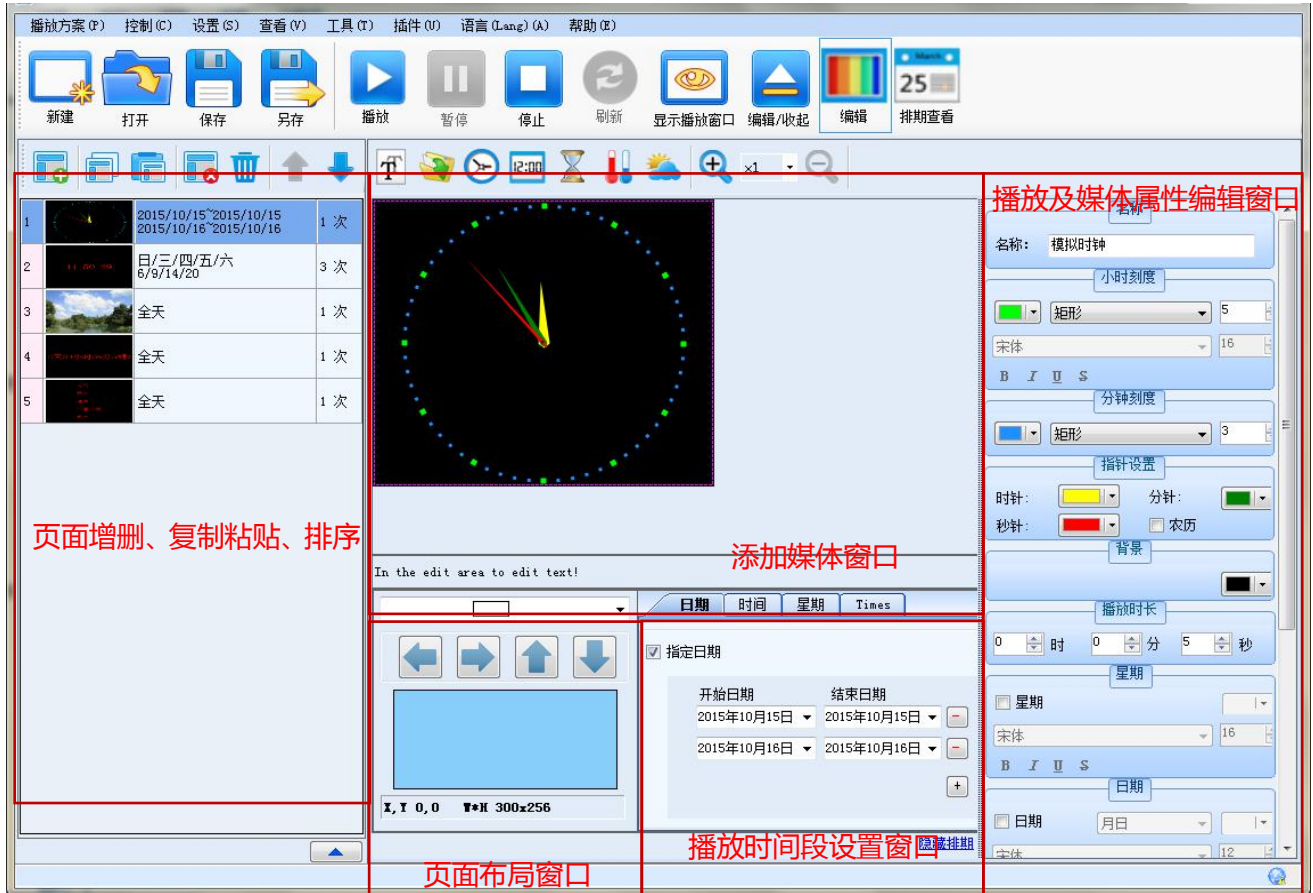 播放方案(P) 控制(C) 设置(S) 查看(V) 工具(T) 插件(U) 语言(Lang)(A) 帮助(E)
新建 打开 保存 另存 播放 暂停 停止 刷新 显示播放窗口 编辑/收起 编辑 排期查看
March
25
12:00
x1
1 2015/10/15~2015/10/15 1 次
2015/10/16~2015/10/16
2 日/三/四/五/六 3 次
6/9/14/20
3 全天 1 次
4 全天 1 次
5 全天 1 次
页面增删、复制粘贴、排序
添加媒体窗口
In the edit area to edit text!
日期 时间 星期 Times
指定日期
开始日期 结束日期
2015年10月15日 2015年10月15日
2015年10月16日 2015年10月16日
X,Y 0,0 W*H 300x256
隐藏排期
播放时间段设置窗口
页面布局窗口
播放及媒体属性编辑窗口
名称
名称: 模拟时钟
小时刻度
矩形 5
宋体 16
B I U S
分钟刻度
矩形 3
指针设置
时针: 分针:
秒针: 农历
背景
播放时长
0 时 0 分 5 秒
星期
星期
宋体 16
B I U S
日期
日期 月日
宋体 12